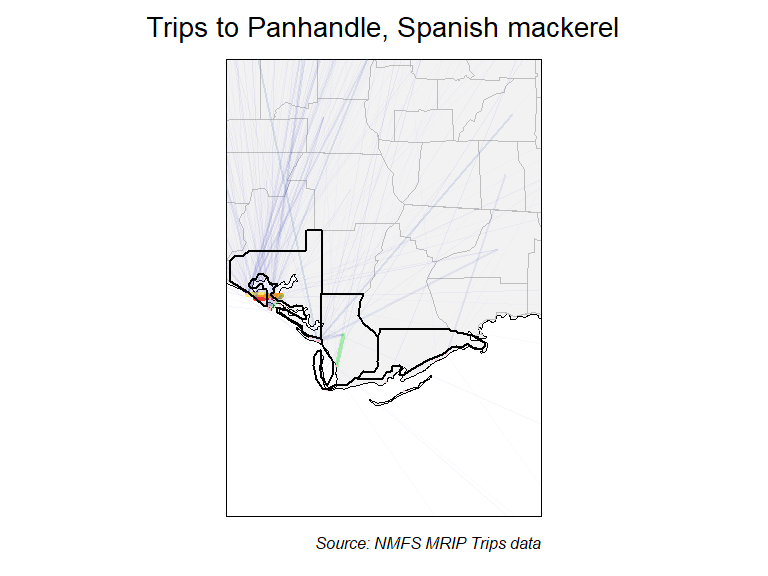 Trips to Panhandle, Spanish mackerel
Source: NMFS MRIP Trips data